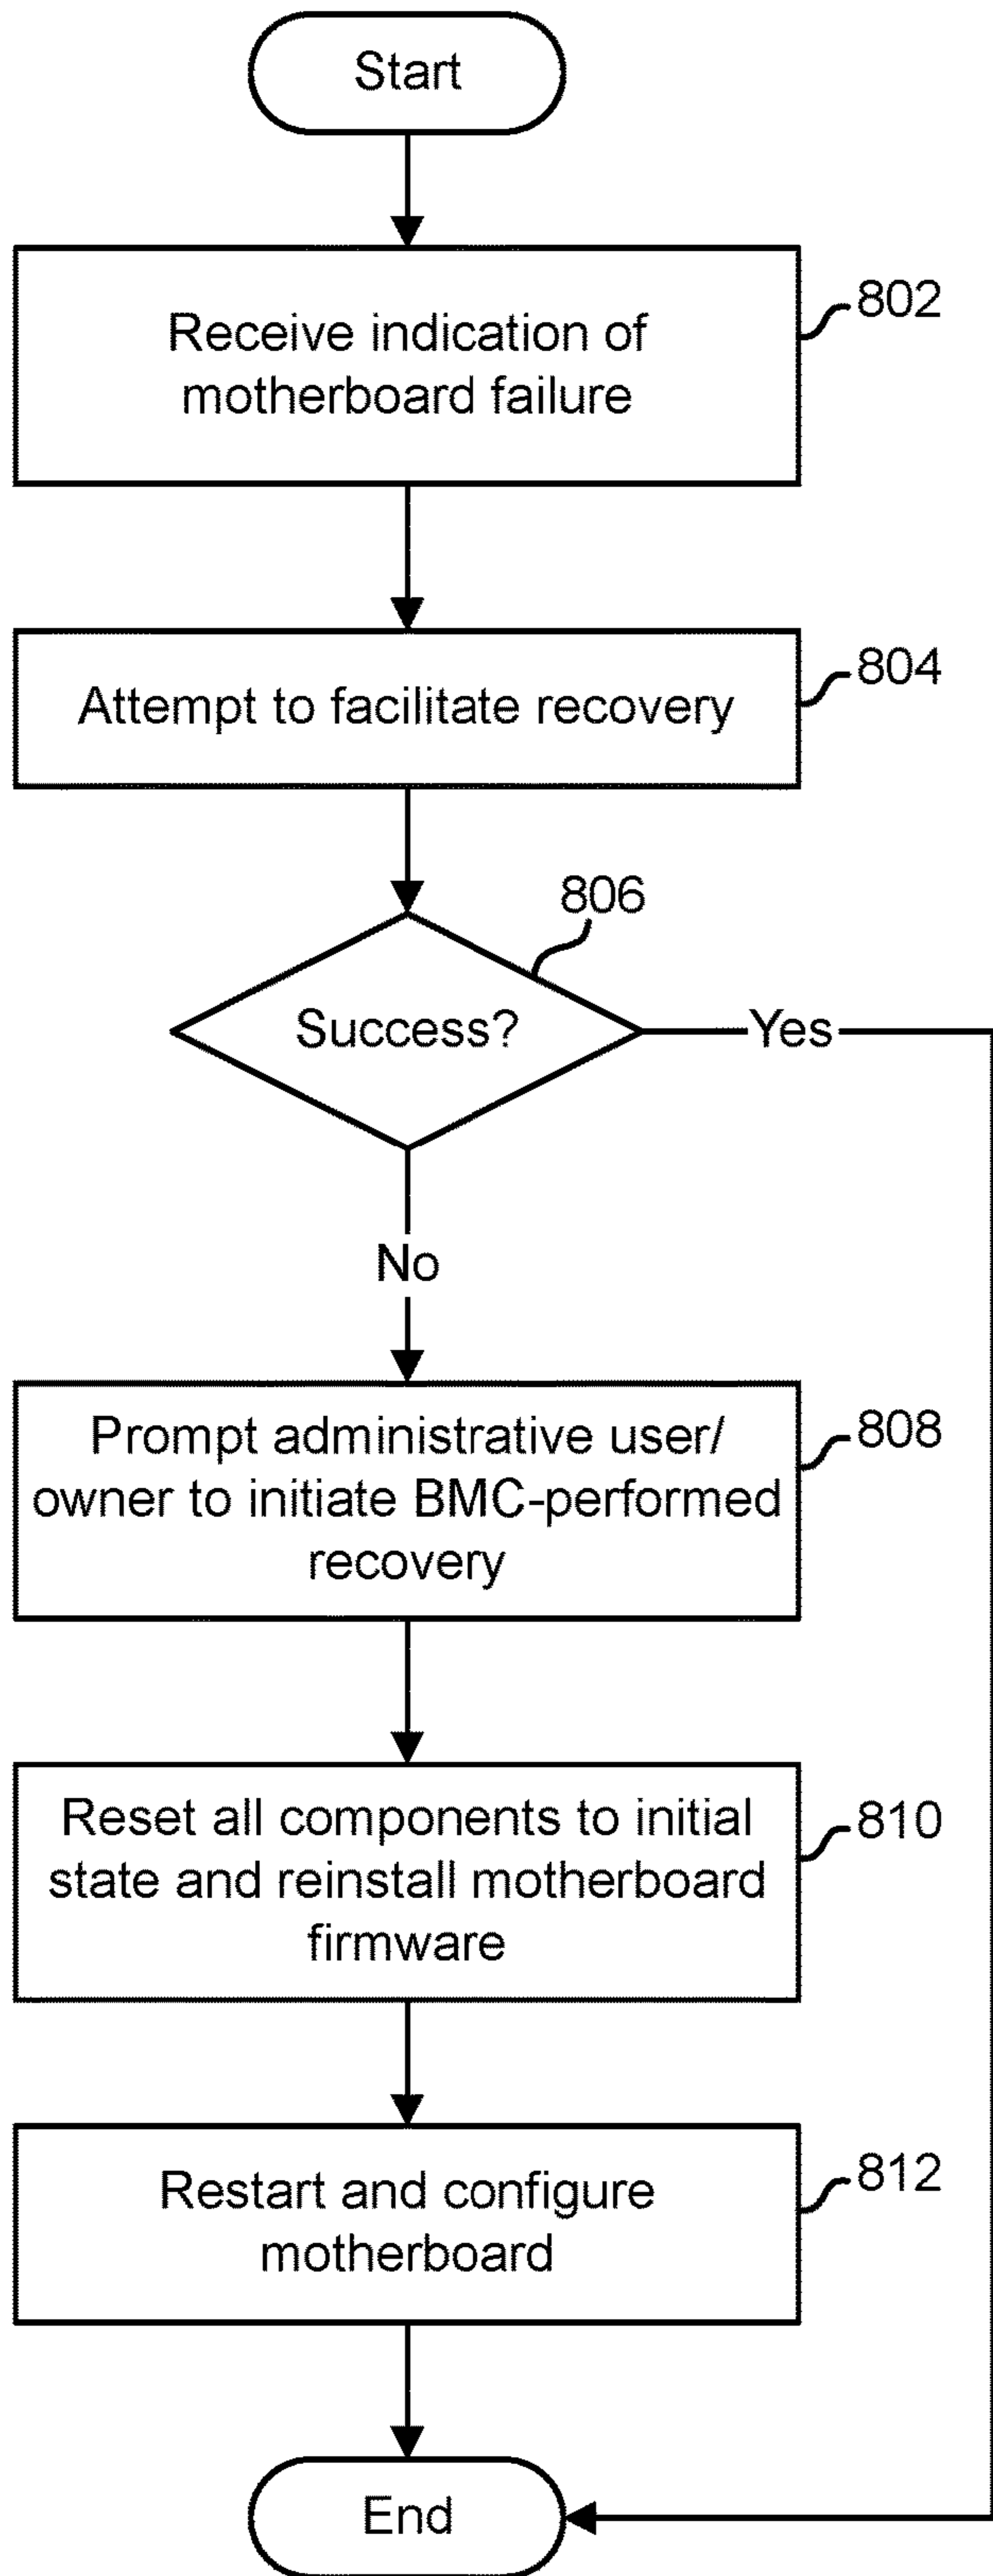 Start
Receive indication of
motherboard failure
802
Attempt to facilitate recovery
804
806
Success?
Yes
No
Prompt administrative user/
owner to initiate BMC-performed
recovery
808
Reset all components to initial
state and reinstall motherboard
firmware
810
Restart and configure
motherboard
812
End